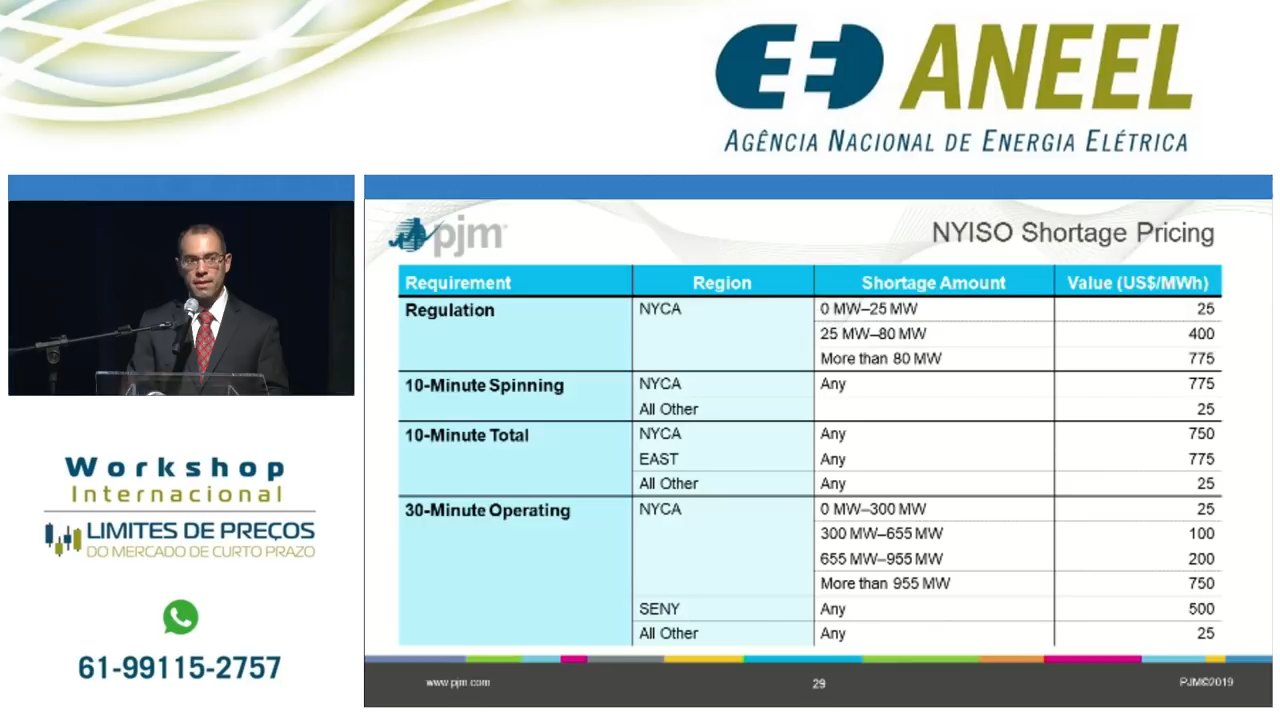 ANEEL
AGÊNCIA NACIONAL DE ENERGIA ELÉTRICA
Workshop
Internacional
LIMITES DE PREÇOS
DO MERCADO DE CURTO PRAZO
61-99115-2757
pjm
NYISO Shortage Pricing
Requirement Region Shortage Amount Value (US$/MWh)
Regulation NYCA 0 MW–25 MW 25
25 MW–80 MW 400
More than 80 MW 775
10-Minute Spinning NYCA Any 775
All Other 25
10-Minute Total NYCA Any 750
EAST Any 775
All Other Any 25
30-Minute Operating NYCA 0 MW–300 MW 25
300 MW–655 MW 100
655 MW–955 MW 200
More than 955 MW 750
SENY Any 500
All Other Any 25
www.pjm.com 29 PJM©2019